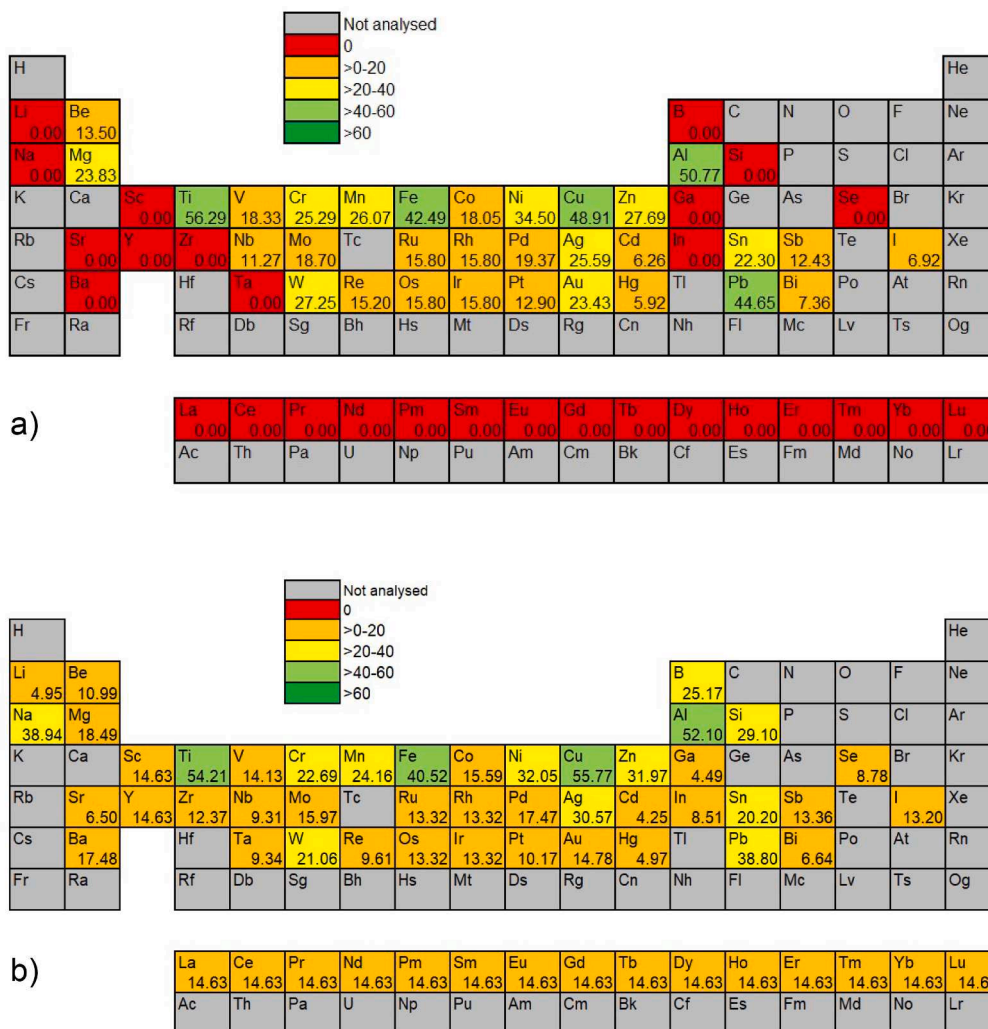 Not analysed
0
>0-20
>20-40
>40-60
>60
H He
Li Be B C N O F Ne
0.00 13.50 0.00
Na Mg Al Si P S Cl Ar
0.00 23.83 50.77 0.00
K Ca Sc Ti V Cr Mn Fe Co Ni Cu Zn Ga Ge As Se Br Kr
0.00 56.29 18.33 25.29 26.07 42.49 18.05 34.50 48.91 27.69 0.00 0.00
Rb Sr Y Zr Nb Mo Tc Ru Rh Pd Ag Cd In Sn Sb Te I Xe
0.00 0.00 0.00 11.27 18.70 15.80 15.80 19.37 25.59 6.26 0.00 22.30 12.43 6.92
Cs Ba Hf Ta W Re Os Ir Pt Au Hg Tl Pb Bi Po At Rn
0.00 0.00 27.25 15.20 15.80 15.80 12.90 23.43 5.92 44.65 7.36
Fr Ra Rf Db Sg Bh Hs Mt Ds Rg Cn Nh Fl Mc Lv Ts Og
a)
La Ce Pr Nd Pm Sm Eu Gd Tb Dy Ho Er Tm Yb Lu
0.00 0.00 0.00 0.00 0.00 0.00 0.00 0.00 0.00 0.00 0.00 0.00 0.00 0.00 0.00
Ac Th Pa U Np Pu Am Cm Bk Cf Es Fm Md No Lr
Not analysed
0
>0-20
>20-40
>40-60
>60
H He
Li Be B C N O F Ne
4.95 10.99 25.17
Na Mg Al Si P S Cl Ar
38.94 18.49 52.10 29.10
K Ca Sc Ti V Cr Mn Fe Co Ni Cu Zn Ga Ge As Se Br Kr
14.63 54.21 14.13 22.69 24.16 40.52 15.59 32.05 55.77 31.97 4.49 8.78
Rb Sr Y Zr Nb Mo Tc Ru Rh Pd Ag Cd In Sn Sb Te I Xe
6.50 14.63 12.37 9.31 15.97 13.32 13.32 17.47 30.57 4.25 8.51 20.20 13.36 13.20
Cs Ba Hf Ta W Re Os Ir Pt Au Hg Tl Pb Bi Po At Rn
17.48 9.34 21.06 9.61 13.32 13.32 10.17 14.78 4.97 38.80 6.64
Fr Ra Rf Db Sg Bh Hs Mt Ds Rg Cn Nh Fl Mc Lv Ts Og
b)
La Ce Pr Nd Pm Sm Eu Gd Tb Dy Ho Er Tm Yb Lu
14.63 14.63 14.63 14.63 14.63 14.63 14.63 14.63 14.63 14.63 14.63 14.63 14.63 14.63 14.6
Ac Th Pa U Np Pu Am Cm Bk Cf Es Fm Md No Lr